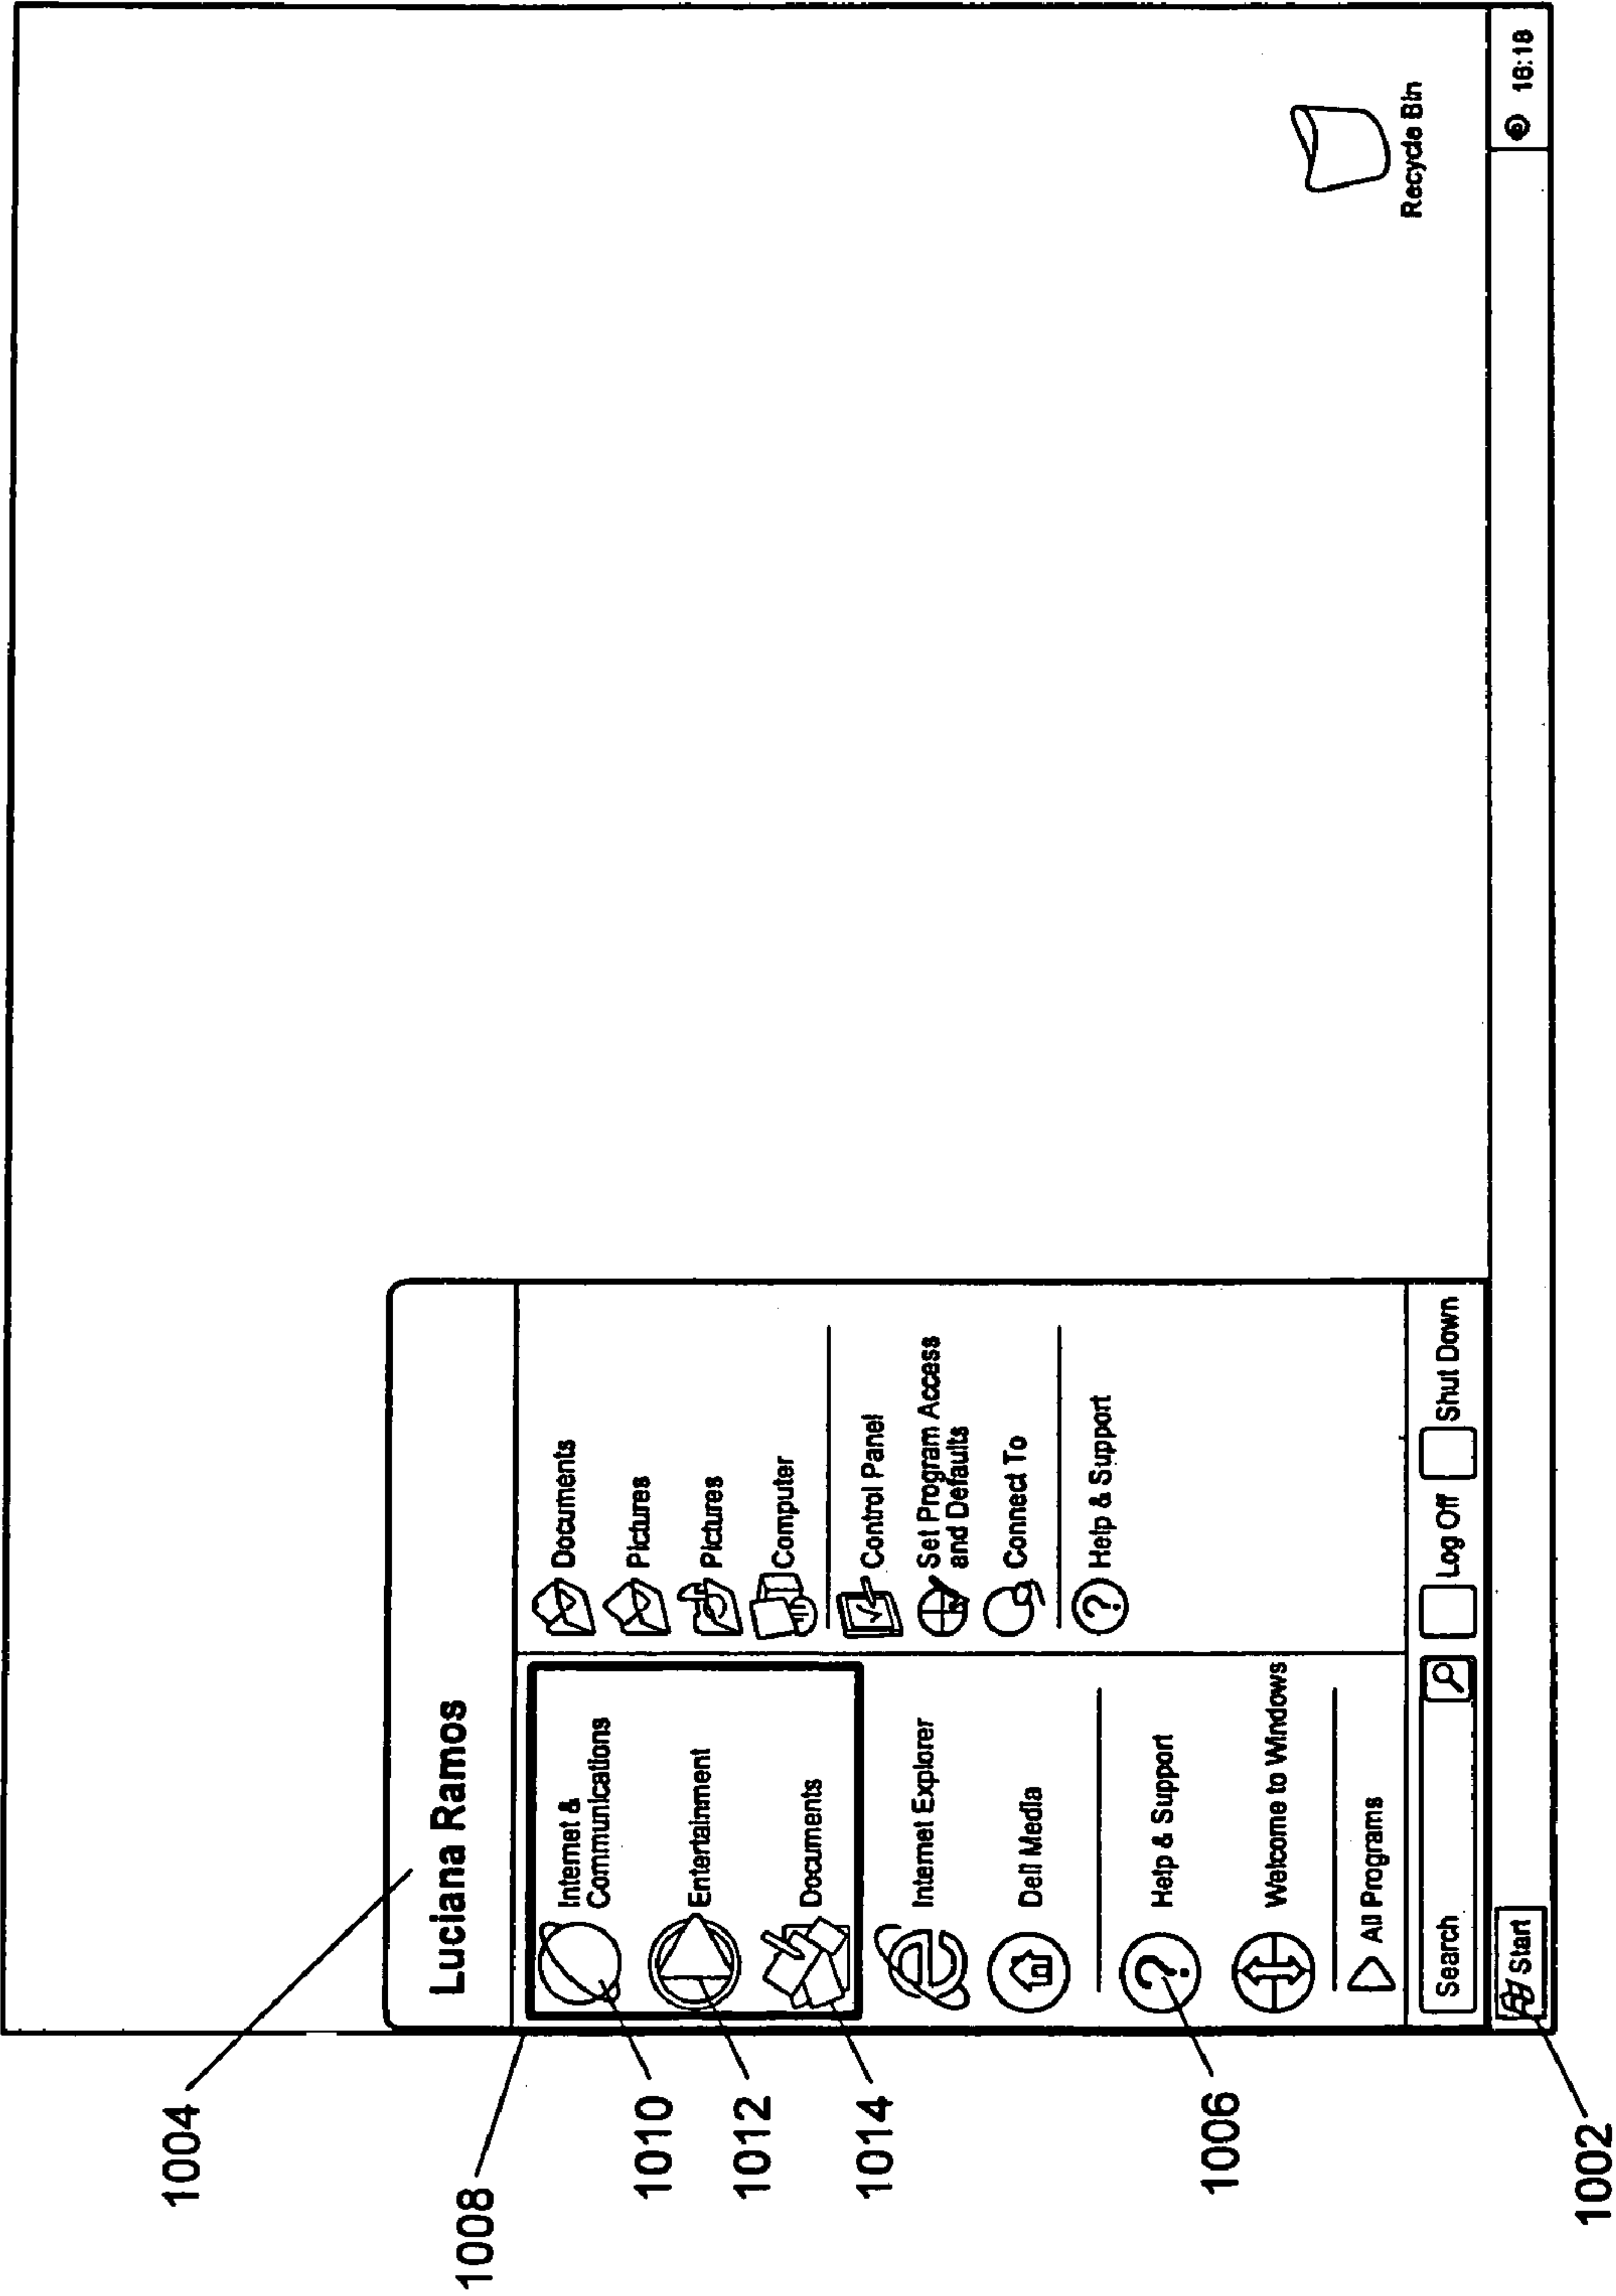 1004
Luciana Ramos
1008
1010
Internet &
Communications
1012
Entertainment
1014
Documents
Internet Explorer
Dell Media
1006
Help & Support
Welcome to Windows
All Programs
Documents
Pictures
Pictures
Computer
Control Panel
Set Program Access
and Defaults
Connect To
Help & Support
Search
Log Off
Shut Down
Recycle Bin
1002
Start
16:18